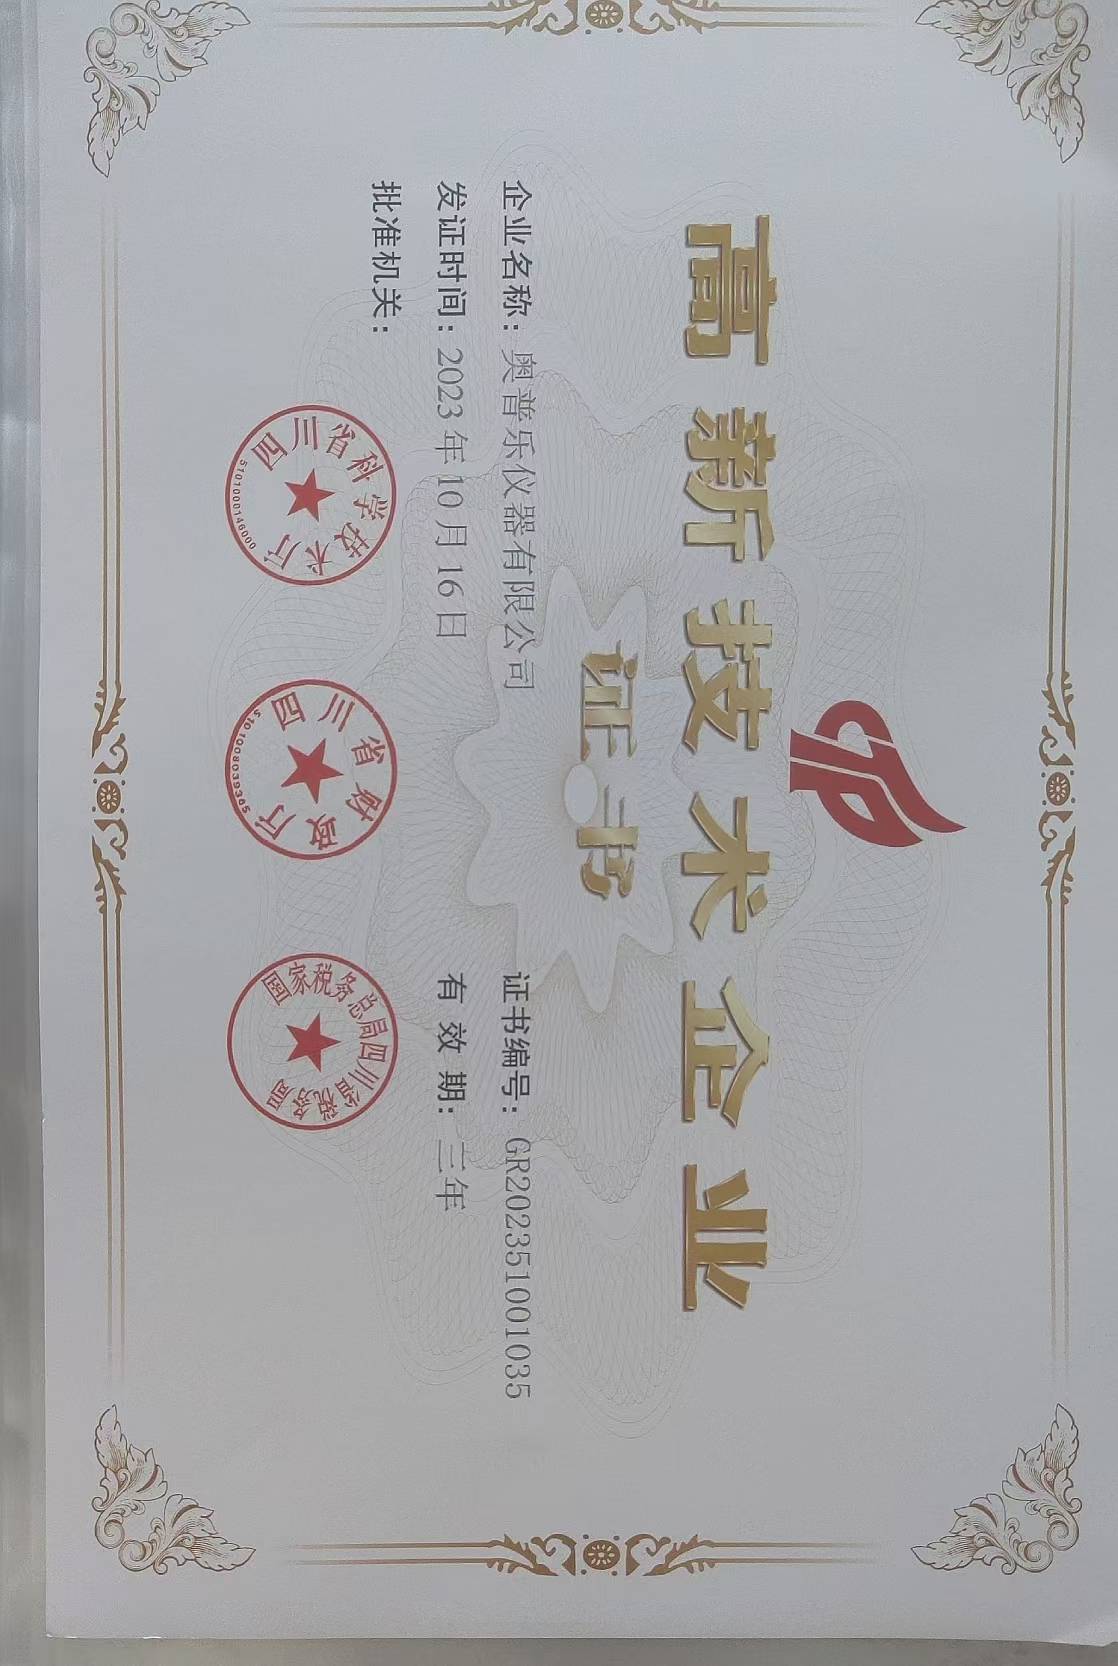 高新技术企业
证书
企业名称：奥普乐仪器有限公司
证书编号：GR202351001035
发证时间：2023年10月16日
有效期：三年
批准机关：
四川省科学技术厅
5101000146000
四川省财政厅
5101008039385
国家税务总局四川省税务局